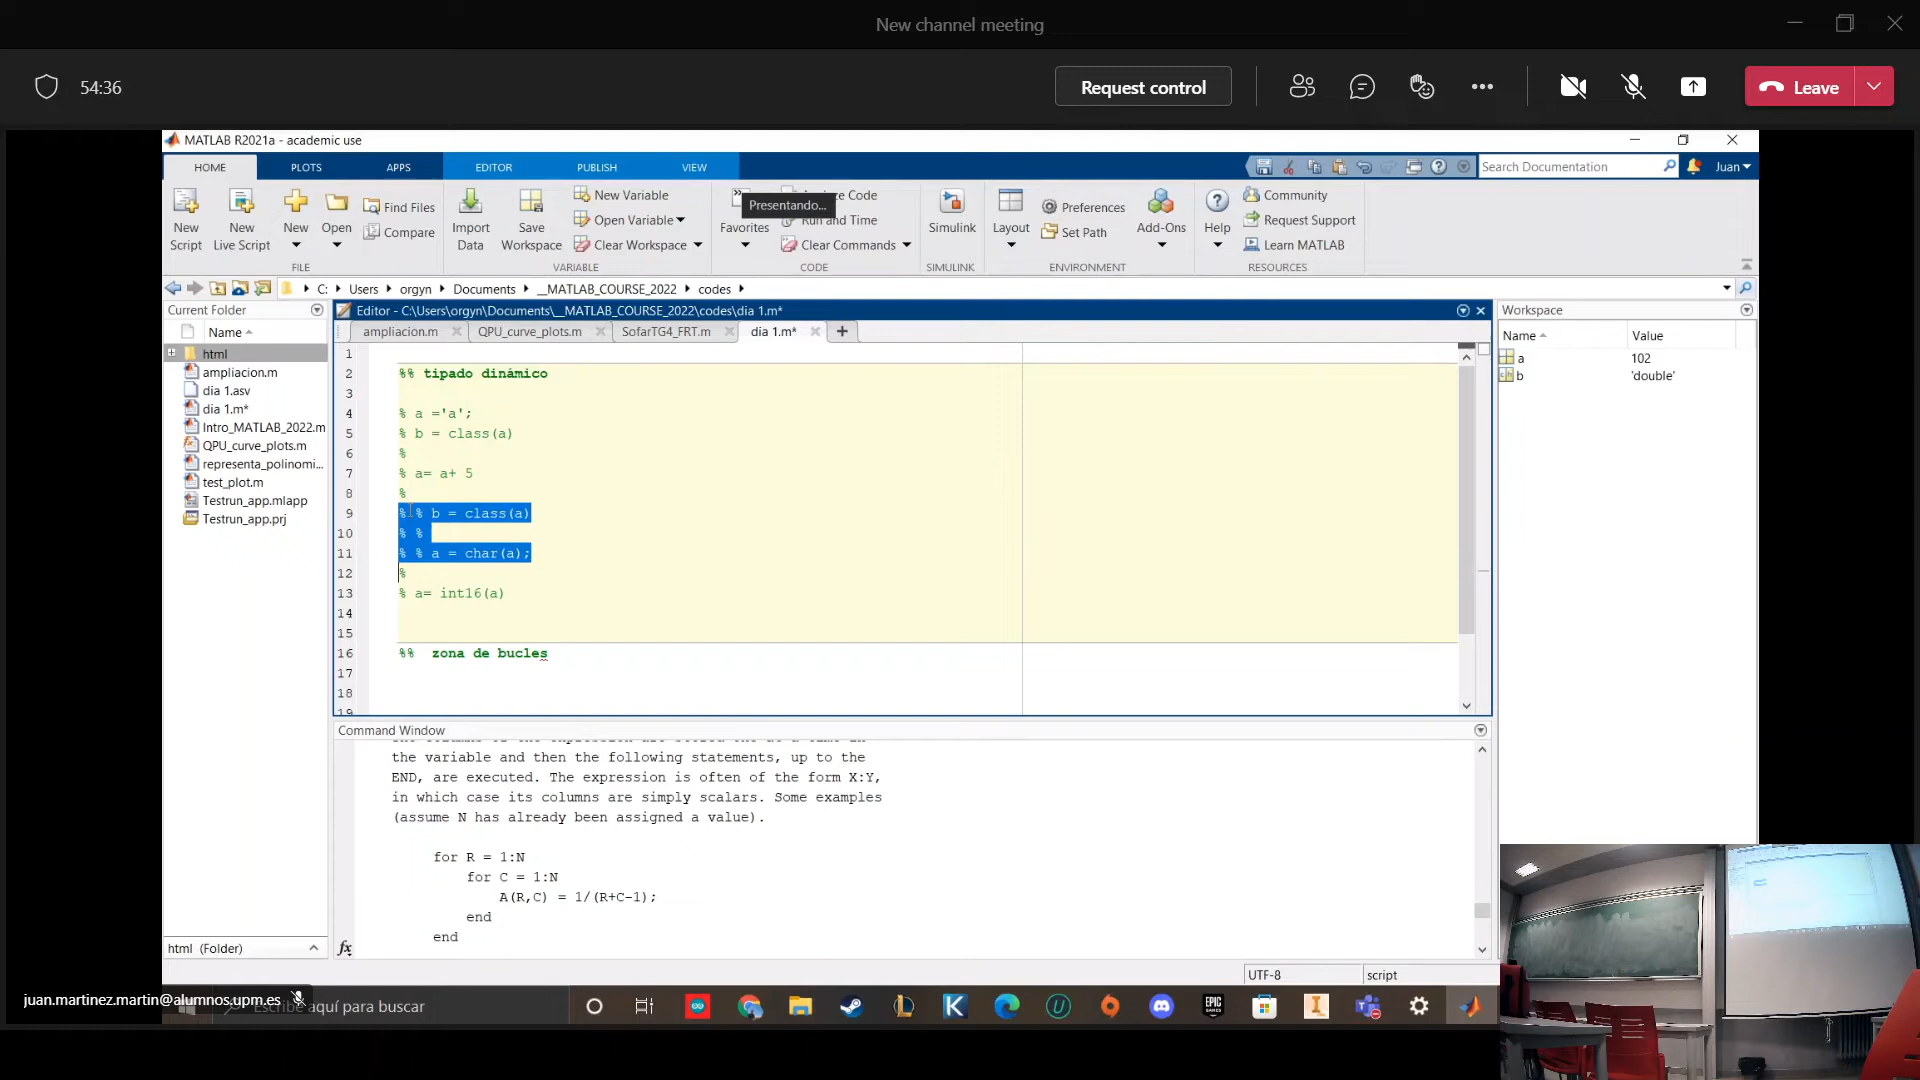 New channel meeting
54:36
Request control
Leave
MATLAB R2021a - academic use
HOME PLOTS APPS EDITOR PUBLISH VIEW
Search Documentation
Juan
New Script
New Live Script
New
Open
Find Files
Compare
Import Data
Save Workspace
New Variable
Open Variable
Clear Workspace
Favorites
Presentando...
Code
Run and Time
Clear Commands
Simulink
Layout
Preferences
Set Path
Add-Ons
Help
Community
Request Support
Learn MATLAB
FILE VARIABLE CODE SIMULINK ENVIRONMENT RESOURCES
C: Users orgyn Documents __MATLAB_COURSE_2022 codes
Current Folder
Name
html
ampliacion.m
dia 1.asv
dia 1.m*
Intro_MATLAB_2022.m
QPU_curve_plots.m
representa_polinomi...
test_plot.m
Testrun_app.mlapp
Testrun_app.prj
html (Folder)
Editor - C:\Users\orgyn\Documents\__MATLAB_COURSE_2022\codes\dia 1.m*
ampliacion.m QPU_curve_plots.m SofarTG4_FRT.m dia 1.m*
1
2 %% tipado dinámico
3
4 % a ='a';
5 % b = class(a)
6 %
7 % a= a+ 5
8 %
9 % % b = class(a)
10 % %
11 % % a = char(a);
12 %
13 % a= int16(a)
14
15
16 %% zona de bucles
17
18
19
Command Window
the variable and then the following statements, up to the
END, are executed. The expression is often of the form X:Y,
in which case its columns are simply scalars. Some examples
(assume N has already been assigned a value).
for R = 1:N
for C = 1:N
A(R,C) = 1/(R+C-1);
end
end
fx
Workspace
Name Value
a 102
b 'double'
UTF-8 script
juan.martinez.martin@alumnos.upm.es
Escribe aquí para buscar
EPIC GAMES